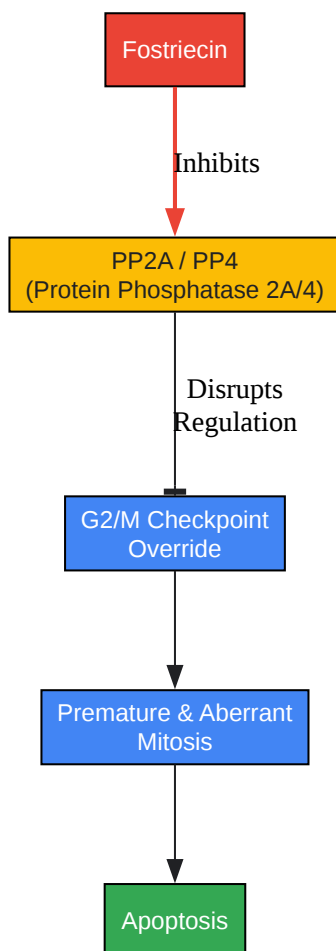 Fostriecin
Inhibits
PP2A / PP4
(Protein Phosphatase 2A/4)
Disrupts
Regulation
G2/M Checkpoint
Override
Premature & Aberrant
Mitosis
Apoptosis